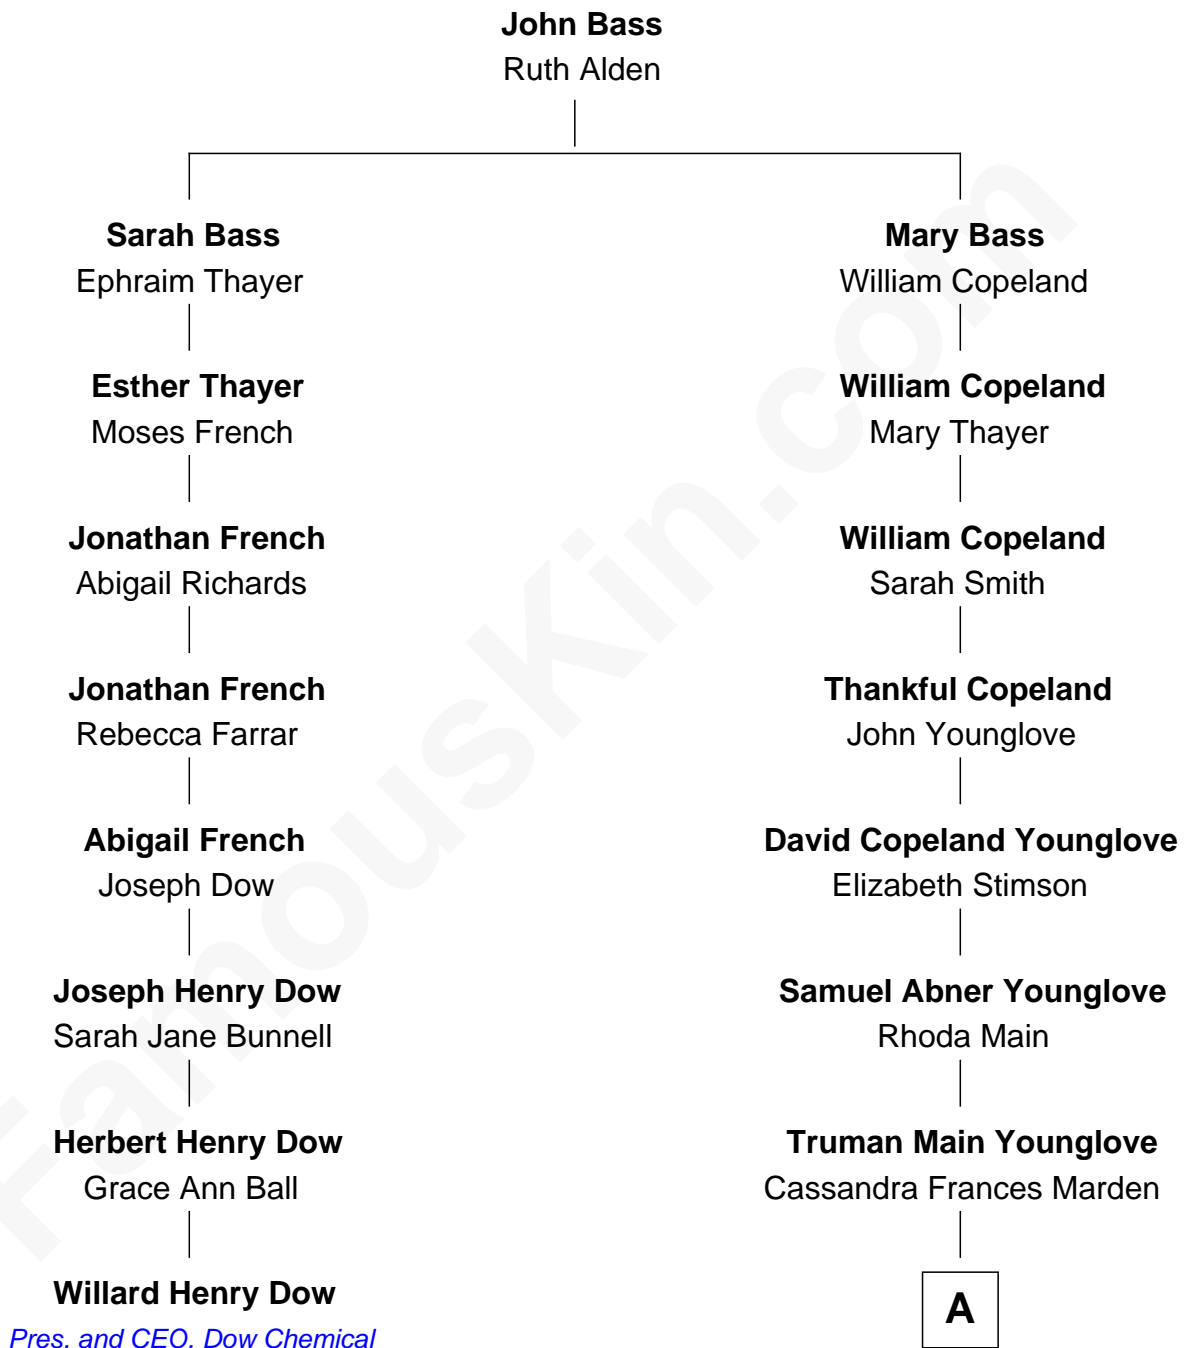 John Bass
Ruth Alden
Sarah Bass
Ephraim Thayer
Mary Bass
William Copeland
Esther Thayer
Moses French
William Copeland
Mary Thayer
Jonathan French
Abigail Richards
William Copeland
Sarah Smith
Jonathan French
Rebecca Farrar
Thankful Copeland
John Younglove
Abigail French
Joseph Dow
David Copeland Younglove
Elizabeth Stimson
Joseph Henry Dow
Sarah Jane Bunnell
Samuel Abner Younglove
Rhoda Main
Herbert Henry Dow
Grace Ann Ball
Truman Main Younglove
Cassandra Frances Marden
Willard Henry Dow
Pres. and CEO, Dow Chemical
A
FamousKin.com